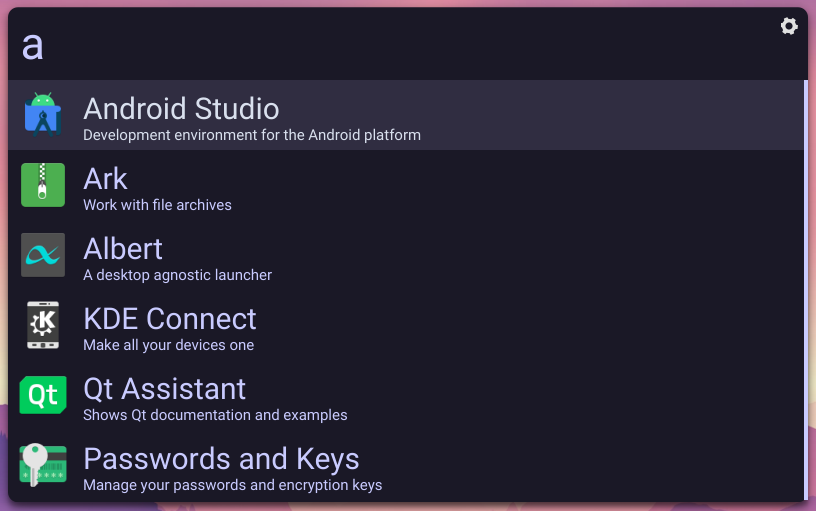 a
Android Studio
Development environment for the Android platform
Ark
Work with file archives
Albert
A desktop agnostic launcher
K
KDE Connect
Make all your devices one
Qt
Qt Assistant
Shows Qt documentation and examples
Passwords and Keys
Manage your passwords and encryption keys